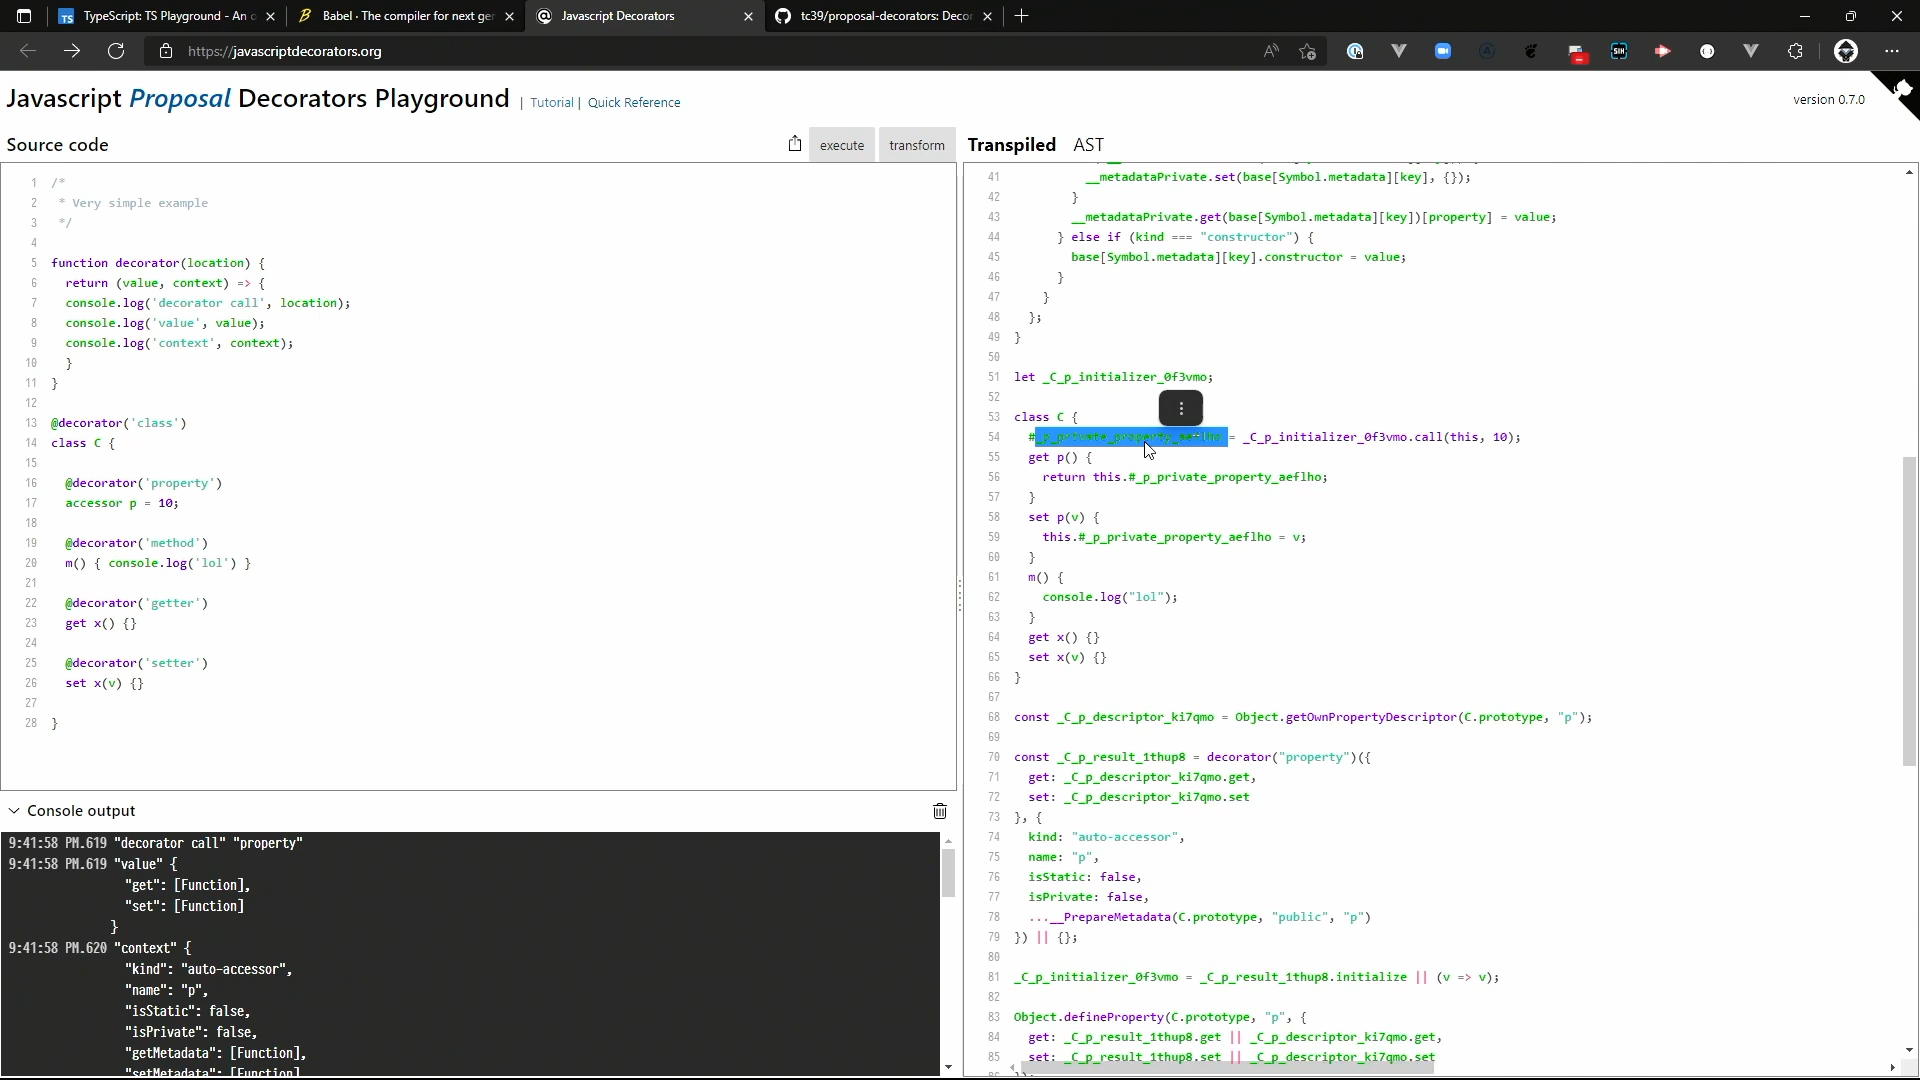 TypeScript: TS Playground - An o
Babel · The compiler for next ge
Javascript Decorators
tc39/proposal-decorators: Decor
https://javascriptdecorators.org
Javascript Proposal Decorators Playground | Tutorial | Quick Reference
version 0.7.0
Source code
execute
transform
1 /*
2 * Very simple example
3 */
4
5 function decorator(location) {
6 return (value, context) => {
7 console.log('decorator call', location);
8 console.log('value', value);
9 console.log('context', context);
10 }
11 }
12
13 @decorator('class')
14 class C {
15
16 @decorator('property')
17 accessor p = 10;
18
19 @decorator('method')
20 m() { console.log('lol') }
21
22 @decorator('getter')
23 get x() {}
24
25 @decorator('setter')
26 set x(v) {}
27
28 }
Console output
9:41:58 PM.619 "decorator call" "property"
9:41:58 PM.619 "value" {
"get": [Function],
"set": [Function]
}
9:41:58 PM.620 "context" {
"kind": "auto-accessor",
"name": "p",
"isStatic": false,
"isPrivate": false,
"getMetadata": [Function],
"setMetadata": [Function]
Transpiled AST
41 __metadataPrivate.set(base[Symbol.metadata][key], {});
42 }
43 __metadataPrivate.get(base[Symbol.metadata][key])[property] = value;
44 } else if (kind === "constructor") {
45 base[Symbol.metadata][key].constructor = value;
46 }
47 }
48 };
49 }
50
51 let _C_p_initializer_0f3vmo;
52
53 class C {
54 #_p_private_property_aeflho = _C_p_initializer_0f3vmo.call(this, 10);
55 get p() {
56 return this.#_p_private_property_aeflho;
57 }
58 set p(v) {
59 this.#_p_private_property_aeflho = v;
60 }
61 m() {
62 console.log("lol");
63 }
64 get x() {}
65 set x(v) {}
66 }
67
68 const _C_p_descriptor_ki7qmo = Object.getOwnPropertyDescriptor(C.prototype, "p");
69
70 const _C_p_result_1thup8 = decorator("property")({
71 get: _C_p_descriptor_ki7qmo.get,
72 set: _C_p_descriptor_ki7qmo.set
73 }, {
74 kind: "auto-accessor",
75 name: "p",
76 isStatic: false,
77 isPrivate: false,
78 ...__PrepareMetadata(C.prototype, "public", "p")
79 }) || {};
80
81 _C_p_initializer_0f3vmo = _C_p_result_1thup8.initialize || (v => v);
82
83 Object.defineProperty(C.prototype, "p", {
84 get: _C_p_result_1thup8.get || _C_p_descriptor_ki7qmo.get,
85 set: _C_p_result_1thup8.set || _C_p_descriptor_ki7qmo.set